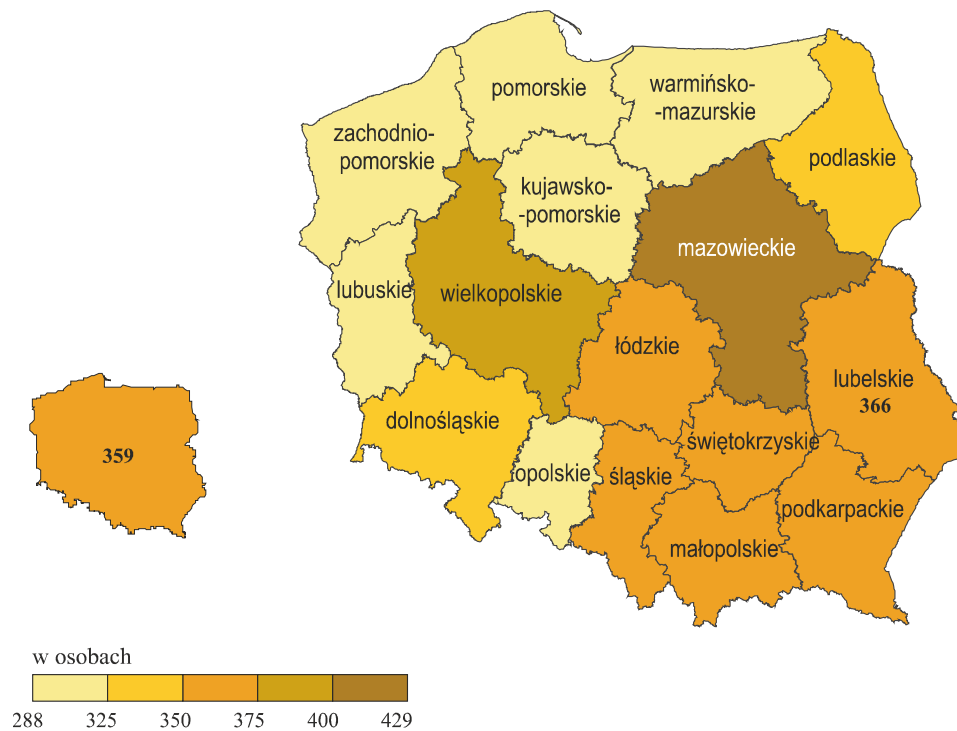 pomorskie
warmińsko-
-mazurskie
zachodnio-
pomorskie
podlaskie
kujawsko-
-pomorskie
mazowieckie
lubuskie
wielkopolskie
łódzkie
lubelskie
366
dolnośląskie
świętokrzyskie
359
opolskie
śląskie
podkarpackie
małopolskie
w osobach
288 325 350 375 400 429